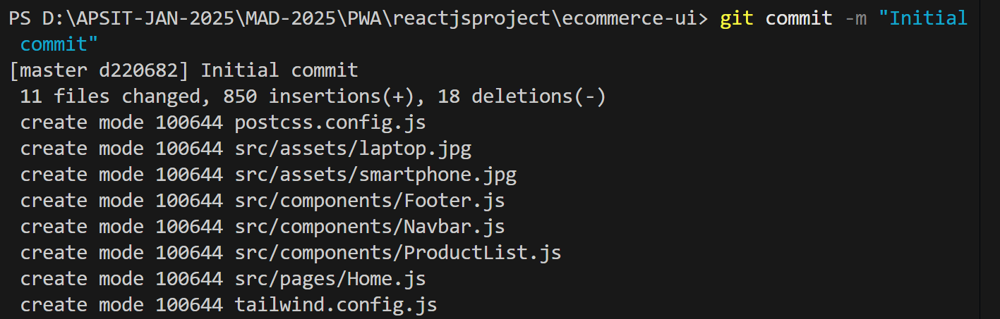 PS D:\APSIT-JAN-2025\MAD-2025\PWA\reactjsproject\ecommerce-ui> git commit -m "Initial
commit"
[master d220682] Initial commit
11 files changed, 850 insertions(+), 18 deletions(-)
create mode 100644 postcss.config.js
create mode 100644 src/assets/laptop.jpg
create mode 100644 src/assets/smartphone.jpg
create mode 100644 src/components/Footer.js
create mode 100644 src/components/Navbar.js
create mode 100644 src/components/ProductList.js
create mode 100644 src/pages/Home.js
create mode 100644 tailwind.config.js